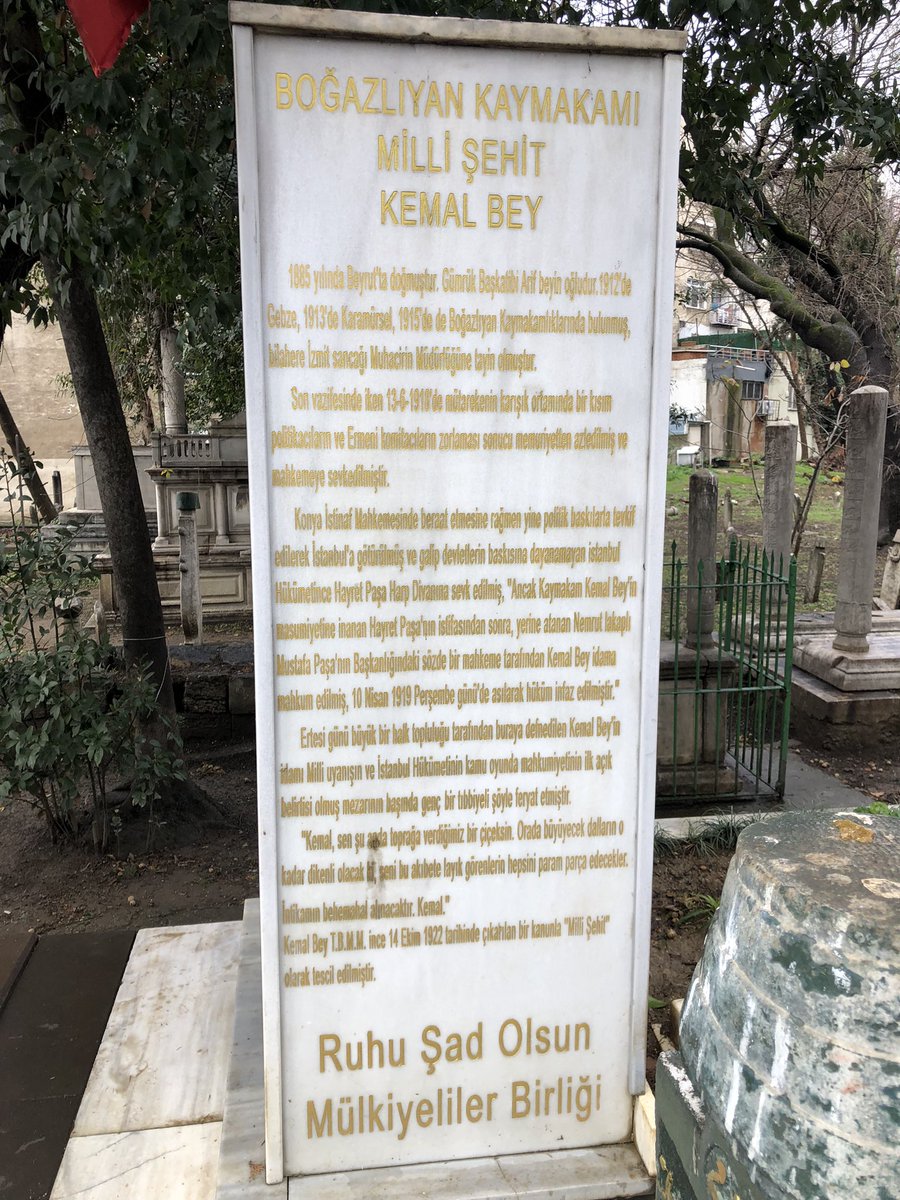 BOĞAZLIYAN KAYMAKAMI
MİLLİ ŞEHİT
KEMAL BEY
1885 yılında Beyrut'ta doğmuştur. Gümrük Başkatibi Arif beyin oğludur.1912'de
Gebze, 1913'de Karamürsel, 1915'de de Boğazlıyan Kaymakamlıklarında bulunmuş,
bilahere İzmit sancağı Muhacirin Müdürlüğüne tayin olmuştur.
Son vazifesinde iken 13-6-1918'de mütarekenin karışık ortamında bir kısım
politikacıların ve Ermeni komitacıların zorlaması sonucu memuriyetten azledilmiş ve
mahkemeye sevkedilmiştir.
Konya İstinaf Mahkemesinde beraat etmesine rağmen yine politik baskılarla tevkif
edilerek İstanbul'a götürülmüş ve galip devletlerin baskısına dayanamayan İstanbul
Hükümetince Hayret Paşa Harp Divanına sevk edilmiş, "Ancak Kaymakam Kemal Bey'in
masumiyetine inanan Hayret Paşa'nın istifasından sonra, yerine atanan Nemrut lakaplı
Mustafa Paşa'nın Başkanlığındaki sözde bir mahkeme tarafından Kemal Bey idama
mahkum edilmiş, 10 Nisan 1919 Perşembe günü'de asılarak hüküm infaz edilmiştir."
Ertesi günü büyük bir halk topluluğu tarafından buraya defnedilen Kemal Bey'in
idamı Milli uyanışın ve İstanbul Hükümetinin kamu oyunda mahkumiyetinin ilk açık
belirtisi olmuş mezarının başında genç bir tıbbiyeli şöyle feryat etmiştir.
"Kemal, sen şu anda toprağa verdiğimiz bir çiçeksin. Orada büyüyecek dalların o
kadar dikenli olacak ki, seni bu akıbete layık görenlerin hepsini param parça edecekler.
İntikamın behemahal alınacaktır. Kemal."
Kemal Bey T.B.M.M. ince 14 Ekim 1922 tarihinde çıkatılan bir kanunla "Milli Şehit"
olarak tescil edilmiştir.
Ruhu Şad Olsun
Mülkiyeliler Birliği